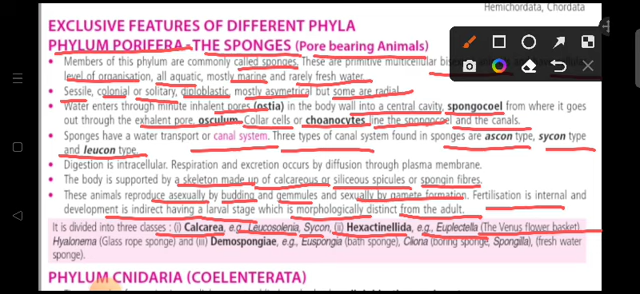 Hemichordata, Chordata
EXCLUSIVE FEATURES OF DIFFERENT PHYLA
PHYLUM PORIFERA - THE SPONGES (Pore bearing Animals)
• Members of this phylum are commonly called sponges. These are primitive multicellular
level of organisation, all aquatic, mostly marine and rarely fresh water.
• Sessile, colonial or solitary, diploblastic, mostly asymetrical but some are radial.
• Water enters through minute inhalent pores (ostia) in the body wall into a central cavity, spongocoel from where it goes
out through the exhalent pore, osculum. Collar cells or choanocytes line the spongocoel and the canals.
• Sponges have a water transport or canal system. Three types of canal system found in sponges are ascon type, sycon type
and leucon type.
• Digestion is intracellular. Respiration and excretion occurs by diffusion through plasma membrane.
• The body is supported by a skeleton made up of calcareous or siliceous spicules or spongin fibres.
• These animals reproduce asexually by budding and gemmules and sexually by gamete formation. Fertilisation is internal and
development is indirect having a larval stage which is morphologically distinct from the adult.
It is divided into three classes : (i) Calcarea, e.g., Leucosolenia, Sycon, (ii) Hexactinellida, e.g., Euplectella (The Venus flower basket),
Hyalonema (Glass rope sponge) and (iii) Demospongiae, e.g., Euspongia (bath sponge), Cliona (boring sponge, Spongilla), (fresh water
sponge).
PHYLUM CNIDARIA (COELENTERATA)